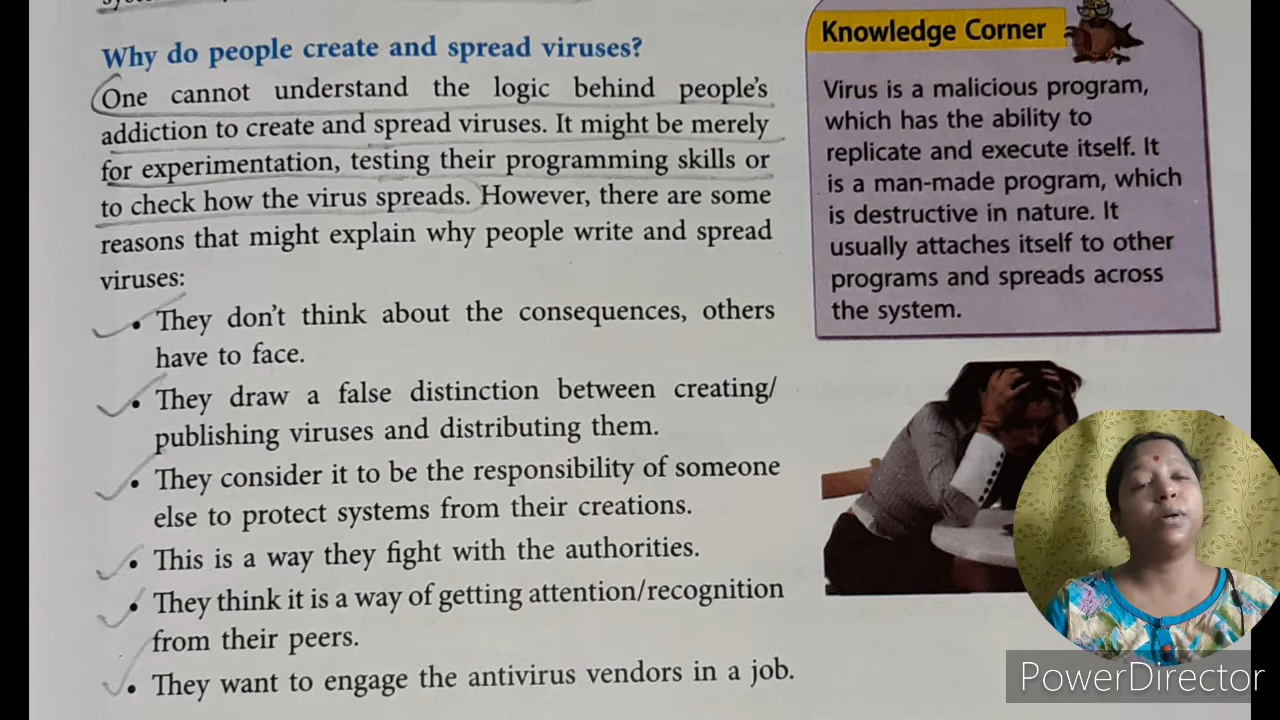 Why do people create and spread viruses?
One cannot understand the logic behind people's
addiction to create and spread viruses. It might be merely
for experimentation, testing their programming skills or
to check how the virus spreads. However, there are some
reasons that might explain why people write and spread
viruses:
• They don't think about the consequences, others
have to face.
• They draw a false distinction between creating/
publishing viruses and distributing them.
• They consider it to be the responsibility of someone
else to protect systems from their creations.
• This is a way they fight with the authorities.
• They think it is a way of getting attention/recognition
from their peers.
• They want to engage the antivirus vendors in a job.
Knowledge Corner
Virus is a malicious program,
which has the ability to
replicate and execute itself. It
is a man-made program, which
is destructive in nature. It
usually attaches itself to other
programs and spreads across
the system.
PowerDirector